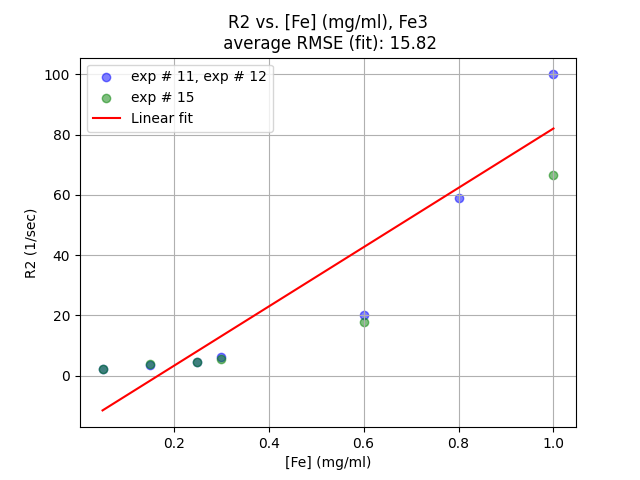 R2 vs. [Fe] (mg/ml), Fe3
average RMSE (fit): 15.82
exp # 11, exp # 12
exp # 15
Linear fit
100
80
60
40
20
0
R2 (1/sec)
0.2
0.4
0.6
0.8
1.0
[Fe] (mg/ml)